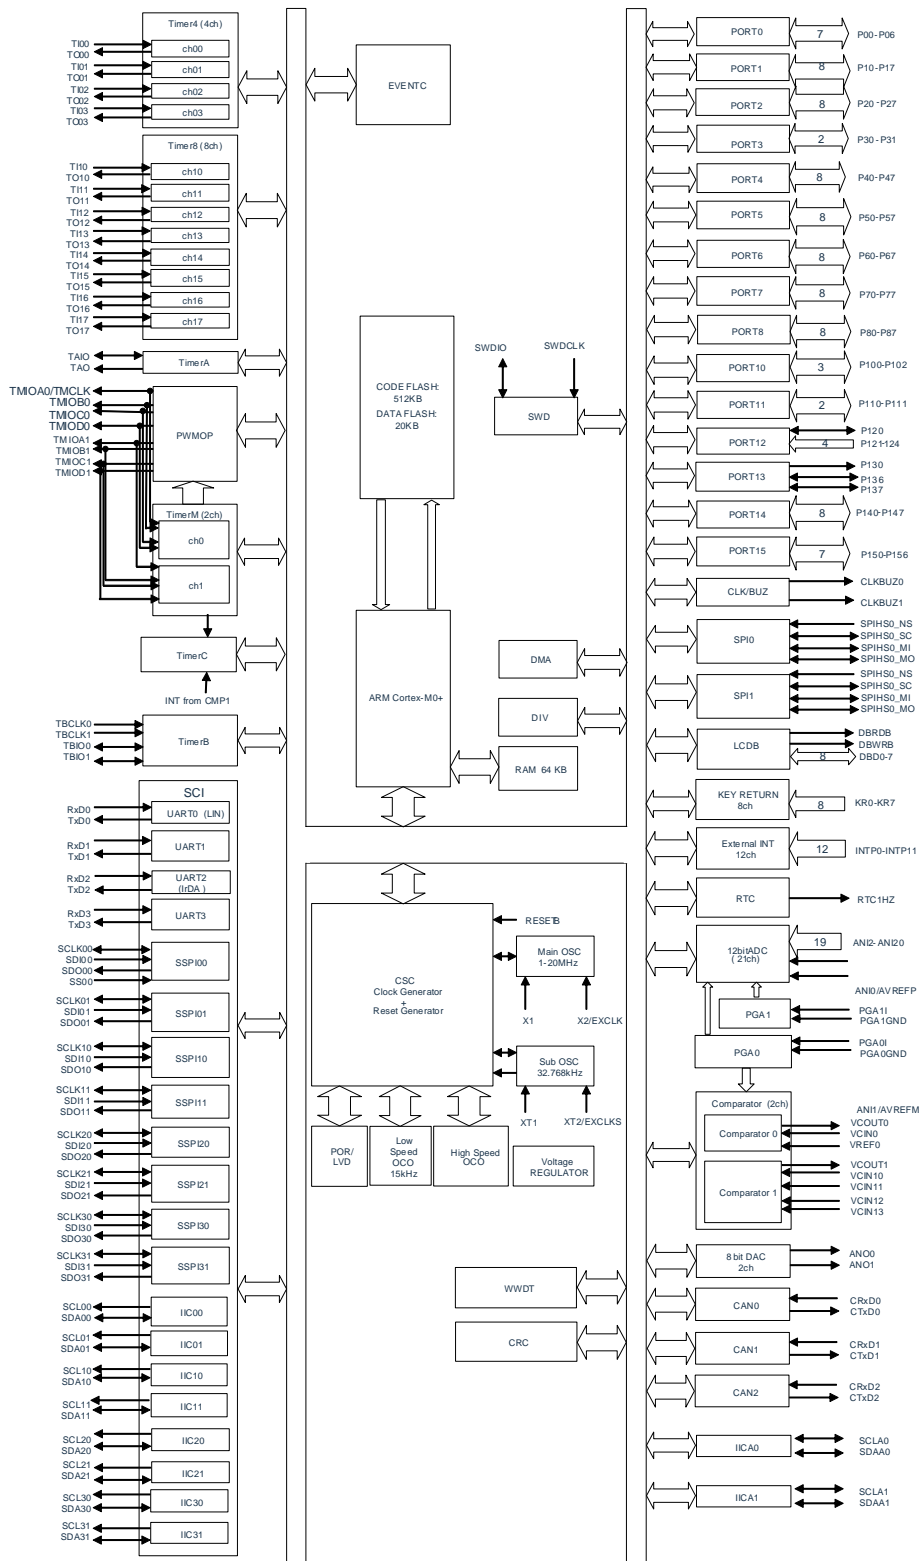 Timer4 (4ch)
TI00
TO00
ch00
TI01
TO01
ch01
TI02
TO02
ch02
TI03
TO03
ch03
Timer8 (8ch)
TI10
TO10
ch10
TI11
TO11
ch11
TI12
TO12
ch12
TI13
TO13
ch13
TI14
TO14
ch14
TI15
TO15
ch15
TI16
TO16
ch16
TI17
TO17
ch17
TAIO
TAO
TimerA
TMIOA0/TMCLK
TMIOB0
TMIOC0
TMIOD0
TMIOA1
TMIOB1
TMIOC1
TMIOD1
PWMOP
TimerM (2ch)
ch0
ch1
TimerC
INT from CMP1
TBCLK0
TBCLK1
TBIO0
TBIO1
TimerB
SCI
RxD0
TxD0
UART0 (LIN)
RxD1
TxD1
UART1
RxD2
TxD2
UART2
(IrDA)
RxD3
TxD3
UART3
SCLK00
SDI00
SDO00
SS00
SSPI00
SCLK01
SDI01
SDO01
SSPI01
SCLK10
SDI10
SDO10
SSPI10
SCLK11
SDI11
SDO11
SSPI11
SCLK20
SDI20
SDO20
SSPI20
SCLK21
SDI21
SDO21
SSPI21
SCLK30
SDI30
SDO30
SSPI30
SCLK31
SDI31
SDO31
SSPI31
SCL00
SDA00
IIC00
SCL01
SDA01
IIC01
SCL10
SDA10
IIC10
SCL11
SDA11
IIC11
SCL20
SDA20
IIC20
SCL21
SDA21
IIC21
SCL30
SDA30
IIC30
SCL31
SDA31
IIC31
EVENTC
CODE FLASH:
512KB
DATA FLASH:
20KB
SWDIO
SWDCLK
SWD
ARM Cortex-M0+
DMA
DIV
RAM 64 KB
CSC
Clock Generator
+
Reset Generator
RESETB
Main OSC
1-20MHz
X1
X2/EXCLK
Sub OSC
32.768kHz
XT1
XT2/EXCLKS
POR/
LVD
Low
Speed
OCO
15kHz
High Speed
OCO
Voltage
REGULATOR
WWDT
CRC
PORT0
7
P00-P06
PORT1
8
P10-P17
PORT2
8
P20-P27
PORT3
2
P30-P31
PORT4
8
P40-P47
PORT5
8
P50-P57
PORT6
8
P60-P67
PORT7
8
P70-P77
PORT8
8
P80-P87
PORT10
3
P100-P102
PORT11
2
P110-P111
PORT12
P120
4
P121-124
PORT13
P130
P136
P137
PORT14
8
P140-P147
PORT15
7
P150-P156
CLK/BUZ
CLKBUZ0
CLKBUZ1
SPI0
SPIHS0_NS
SPIHS0_SC
SPIHS0_MI
SPIHS0_MO
SPI1
SPIHS0_NS
SPIHS0_SC
SPIHS0_MI
SPIHS0_MO
LCDB
DBRDB
DBWRB
8
DBD0-7
KEY RETURN
8ch
8
KR0-KR7
External INT
12ch
12
INTP0-INTP11
RTC
RTC1HZ
12bitADC
(21ch)
19
ANI2-ANI20
ANI0/AVREFP
PGA1
PGA1I
PGA1GND
PGA0
PGA0I
PGA0GND
Comparator (2ch)
ANI1/AVREFM
Comparator 0
VCOUT0
VCIN0
VREF0
Comparator 1
VCOUT1
VCIN10
VCIN11
VCIN12
VCIN13
8bit DAC
2ch
ANO0
ANO1
CAN0
CRxD0
CTxD0
CAN1
CRxD1
CTxD1
CAN2
CRxD2
CTxD2
IICA0
SCLA0
SDAA0
IICA1
SCLA1
SDAA1